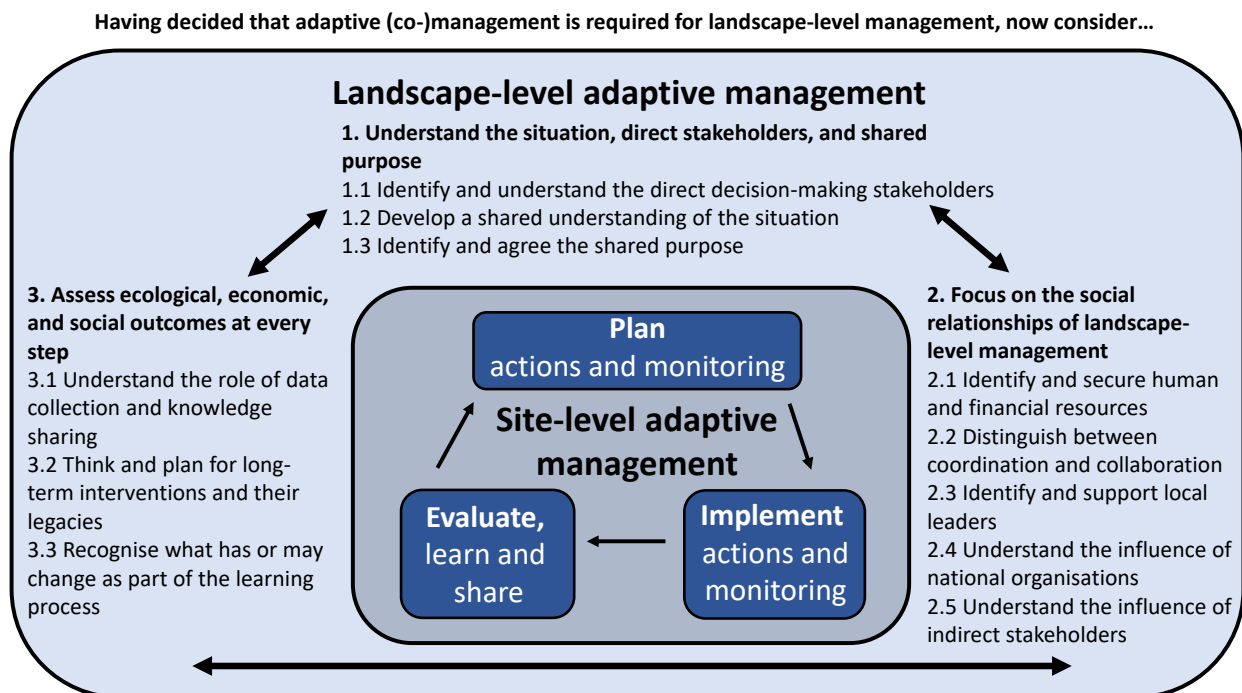 Having decided that adaptive (co-)management is required for landscape-level management, now consider…
Landscape-level adaptive management
1. Understand the situation, direct stakeholders, and shared
purpose
1.1 Identify and understand the direct decision-making stakeholders
1.2 Develop a shared understanding of the situation
1.3 Identify and agree the shared purpose
3. Assess ecological, economic,
and social outcomes at every
step
3.1 Understand the role of data
collection and knowledge
sharing
3.2 Think and plan for long-
term interventions and their
legacies
3.3 Recognise what has or may
change as part of the learning
process
Plan
actions and monitoring
Site-level adaptive
management
Evaluate,
learn and
share
Implement
actions and
monitoring
2. Focus on the social
relationships of landscape-
level management
2.1 Identify and secure human
and financial resources
2.2 Distinguish between
coordination and collaboration
2.3 Identify and support local
leaders
2.4 Understand the influence of
national organisations
2.5 Understand the influence of
indirect stakeholders